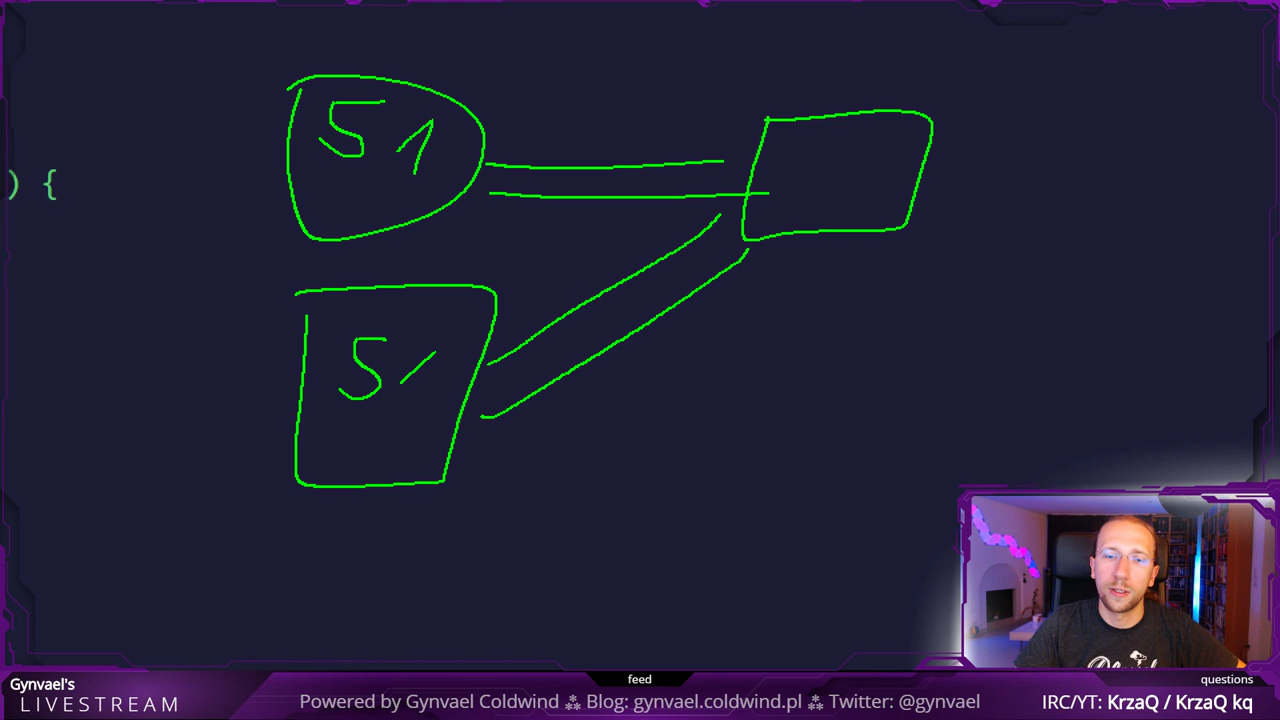 S1
) {
S
Gynvael's
LIVESTREAM
feed
Powered by Gynvael Coldwind ⁂ Blog: gynvael.coldwind.pl ⁂ Twitter: @gynvael
questions
IRC/YT: KrzaQ / KrzaQ kq